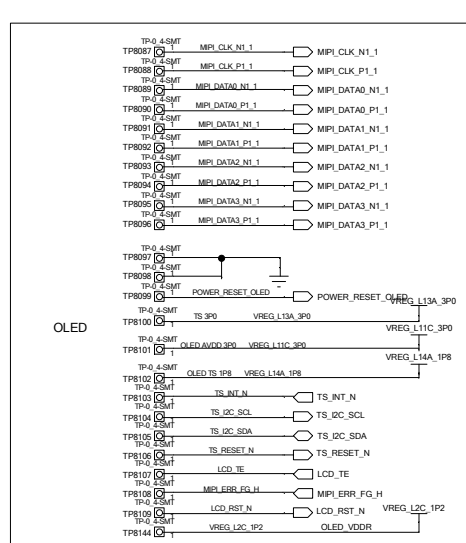 TP-0_4-SMT
TP8087 1 MIPI_CLK_N1_1 MIPI_CLK_N1_1
TP-0_4-SMT
TP8088 1 MIPI_CLK_P1_1 MIPI_CLK_P1_1
TP-0_4-SMT
TP8089 1 MIPI_DATA0_N1_1 MIPI_DATA0_N1_1
TP-0_4-SMT
TP8090 1 MIPI_DATA0_P1_1 MIPI_DATA0_P1_1
TP-0_4-SMT
TP8091 1 MIPI_DATA1_N1_1 MIPI_DATA1_N1_1
TP-0_4-SMT
TP8092 1 MIPI_DATA1_P1_1 MIPI_DATA1_P1_1
TP-0_4-SMT
TP8093 1 MIPI_DATA2_N1_1 MIPI_DATA2_N1_1
TP-0_4-SMT
TP8094 1 MIPI_DATA2_P1_1 MIPI_DATA2_P1_1
TP-0_4-SMT
TP8095 1 MIPI_DATA3_N1_1 MIPI_DATA3_N1_1
TP-0_4-SMT
TP8096 1 MIPI_DATA3_P1_1 MIPI_DATA3_P1_1
TP-0_4-SMT
TP8097 1
TP-0_4-SMT
TP8098 1
TP-0_4-SMT
TP8099 1 POWER_RESET_OLED POWER_RESET_OLED
VREG_L13A_3P0
TP-0_4-SMT
TP8100 1 TS 3P0 VREG_L13A_3P0
VREG_L11C_3P0
OLED
TP-0_4-SMT
TP8101 1 OLED AVDD 3P0 VREG_L11C_3P0
VREG_L14A_1P8
TP-0_4-SMT
TP8102 1 OLED TS 1P8 VREG_L14A_1P8
TP-0_4-SMT
TP8103 1 TS_INT_N TS_INT_N
TP-0_4-SMT
TP8104 1 TS_I2C_SCL TS_I2C_SCL
TP-0_4-SMT
TP8105 1 TS_I2C_SDA TS_I2C_SDA
TP-0_4-SMT
TP8106 1 TS_RESET_N TS_RESET_N
TP-0_4-SMT
TP8107 1 LCD_TE LCD_TE
TP-0_4-SMT
TP8108 1 MIPI_ERR_FG_H MIPI_ERR_FG_H
TP-0_4-SMT
TP8109 1 LCD_RST_N LCD_RST_N VREG_L2C_1P2
TP-0_4-SMT
TP8144 1 VREG_L2C_1P2 OLED_VDDR